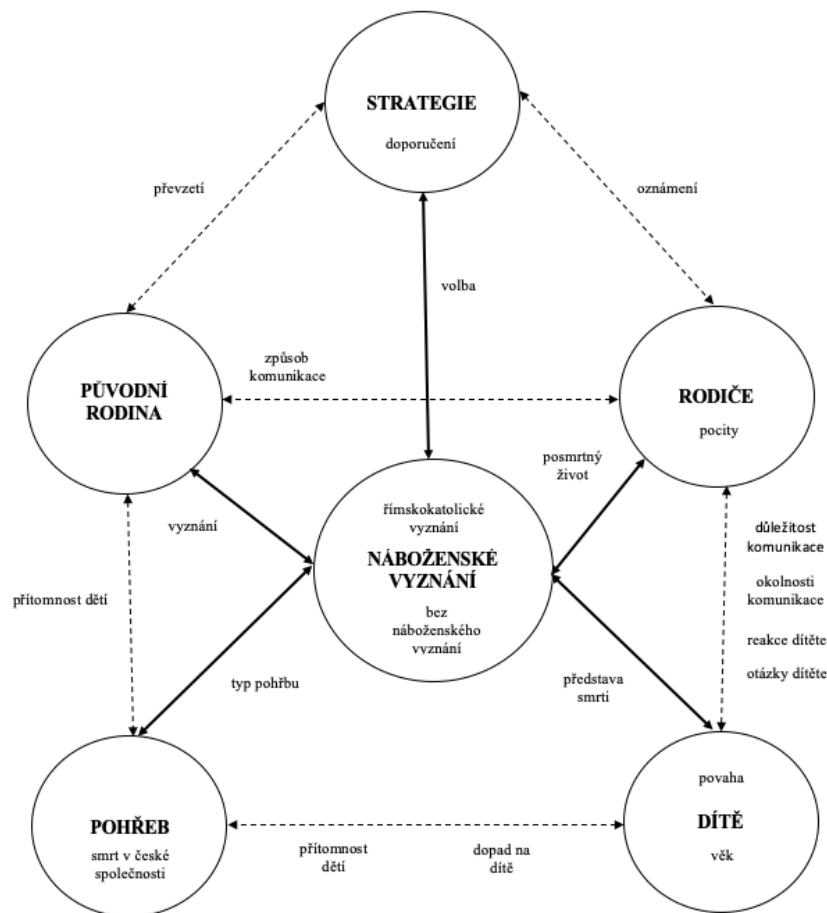 STRATEGIE
doporučení
převzetí
oznámení
volba
způsob
komunikace
PŮVODNÍ
RODINA
RODIČE
pocity
posmrtný
život
římskokatolické
vyznání
NÁBOŽENSKÉ
VYZNÁNÍ
bez
náboženského
vyznání
vyznání
důležitost
komunikace
okolnosti
komunikace
reakce dítěte
otázky dítěte
přítomnost dětí
typ pohřbu
představa
smrti
POHŘEB
smrt v české
společnosti
přítomnost
dětí
dopad na
dítě
povaha
DÍTĚ
věk